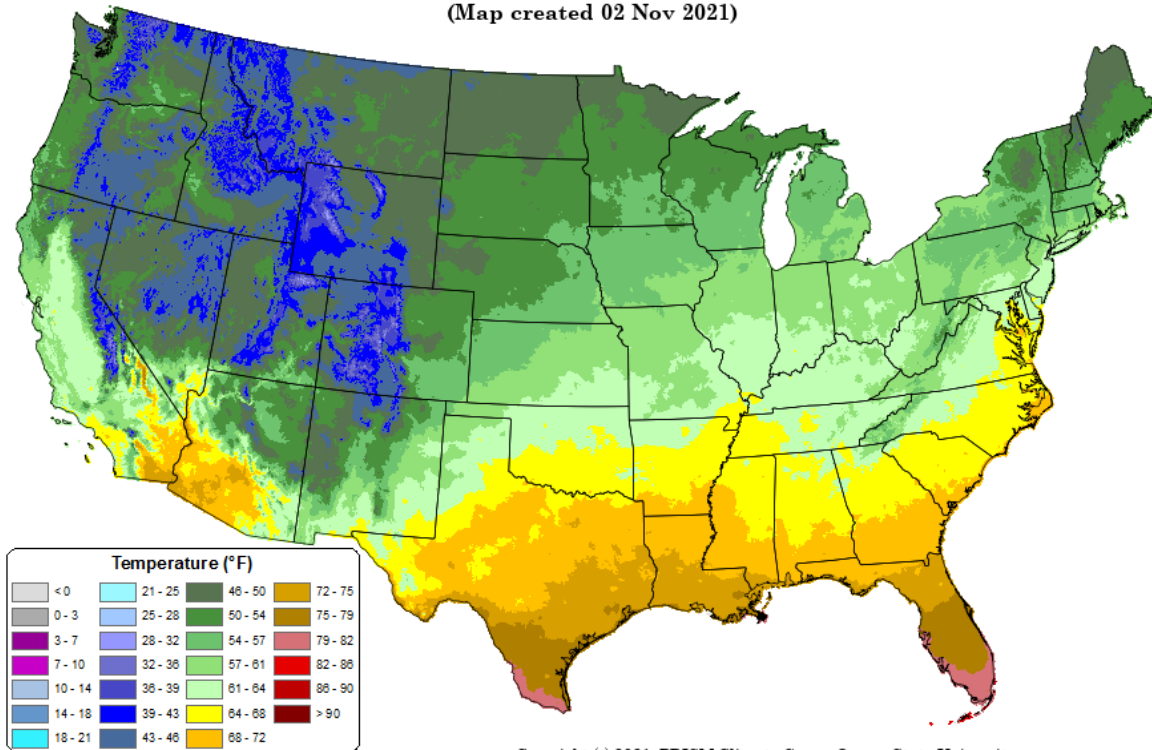 (Map created 02 Nov 2021)
Temperature (°F)
< 0
0 - 3
3 - 7
7 - 10
10 - 14
14 - 18
18 - 21
21 - 25
25 - 28
28 - 32
32 - 36
36 - 39
39 - 43
43 - 46
46 - 50
50 - 54
54 - 57
57 - 61
61 - 64
64 - 68
68 - 72
72 - 75
75 - 79
79 - 82
82 - 86
86 - 90
> 90